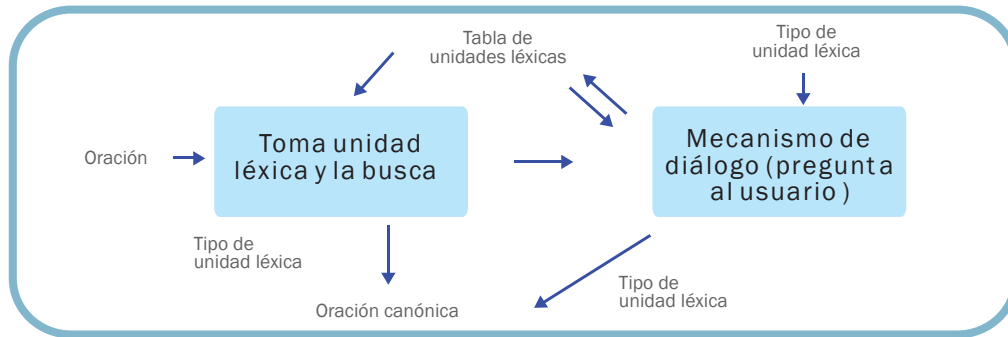 Tabla de
unidades léxicas
Tipo de
unidad léxica
Oración
Toma unidad
léxica y la busca
Mecanismo de
diálogo (pregunta
al usuario )
Tipo de
unidad léxica
Oración canónica
Tipo de
unidad léxica